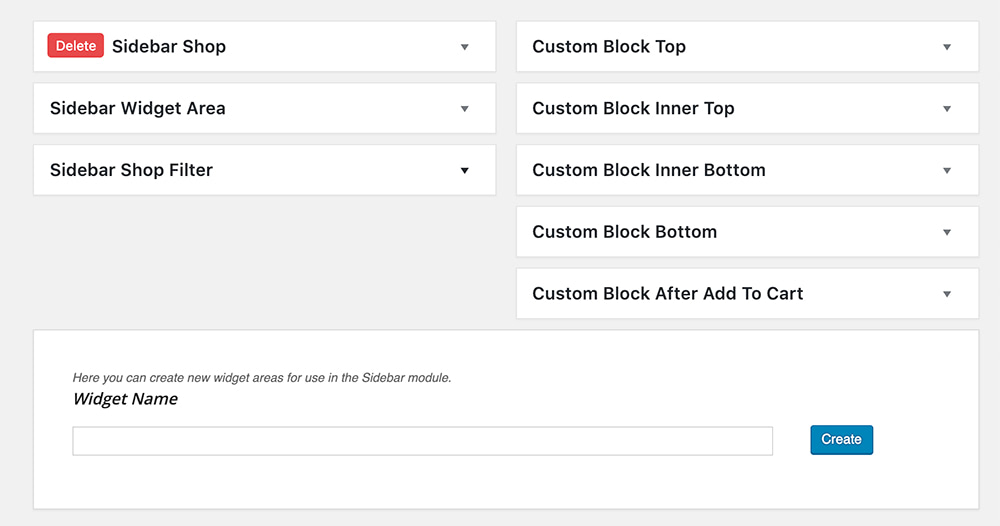 Delete Sidebar Shop
Sidebar Widget Area
Sidebar Shop Filter
Custom Block Top
Custom Block Inner Top
Custom Block Inner Bottom
Custom Block Bottom
Custom Block After Add To Cart
Here you can create new widget areas for use in the Sidebar module.
Widget Name
Create